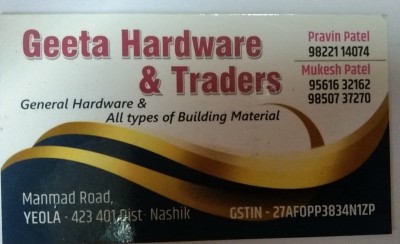 Geeta Hardware
& Traders
General Hardware &
All types of Building Material
Pravin Patel
98221 14074
Mukesh Patel
95616 32162
98507 37270
Manmad Road,
YEOLA - 423 401 Dist- Nashik
GSTIN - 27AFOPP3834N1ZP